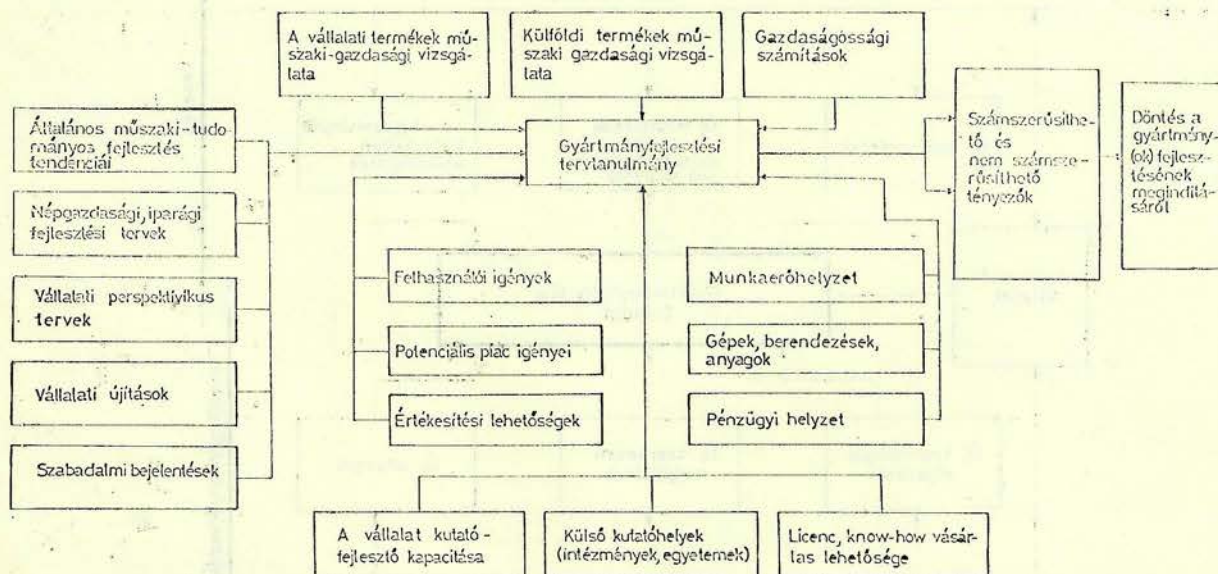 A vállalati termékek mű-
szaki-gazdasági vizsgá-
lata
Külföldi termékek mű-
szaki gazdasági vizsgá-
lata
Gazdaságossági
számítások
Általános műszaki-tudo
mányos fejlesztés
tendenciái
Népgazdasági, iparági
fejlesztési tervek
Vállalati perspektivikus
tervek
Vállalati újítások
Szabadalmi bejelentések
Gyártmányfejlesztési
tervtanulmány
Felhasználói igények
Potenciális piac igényei
Értékesítési lehetőségek
Munkaerőhelyzet
Gépek, berendezések,
anyagok
Pénzügyi helyzet
Számszerűsíthe-
tő és
nem számsze-
rűsíthető
tényezők
Döntés a
gyártmány-
(ok) fejlesz-
tésének
megindítá-
sáról
A vállalat kutató-
fejlesztő kapacitása
Külső kutatóhelyek
(intézmények, egyetemek)
Licenc, know-how vásár-
lás lehetősége